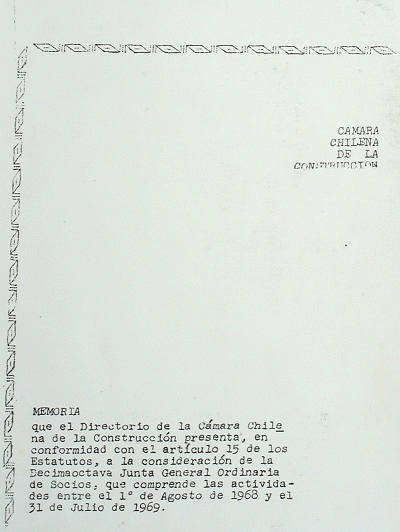 CAMARA
CHILENA
DE LA
CONSTRUCCION
MEMORIA
que el Directorio de la Cámara Chile
na de la Construcción presenta, en
conformidad con el artículo 15 de los
Estatutos, a la consideración de la
Decimaoctava Junta General Ordinaria
de Socios, que comprende las activida-
des entre el 1° de Agosto de 1968 y el
31 de Julio de 1969.